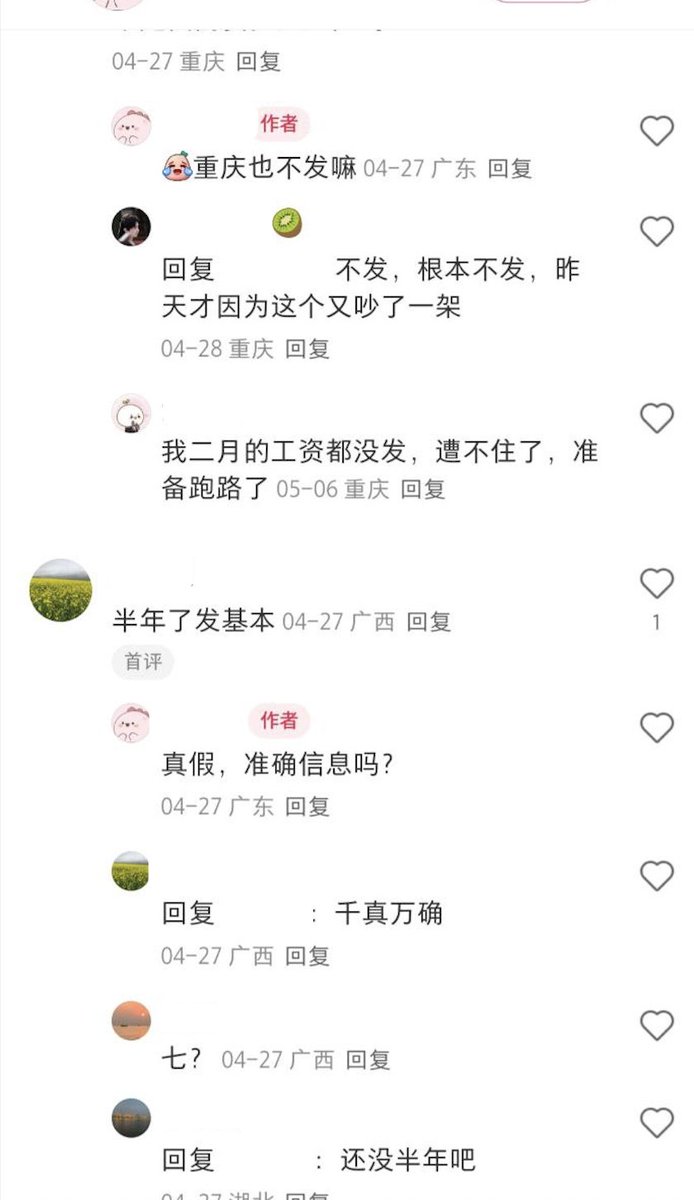 04-27 重庆 回复
作者
重庆也不发嘛 04-27 广东 回复
回复 不发，根本不发，昨
天才因为这个又吵了一架
04-28 重庆 回复
我二月的工资都没发，遭不住了，准
备跑路了 05-06 重庆 回复
半年了发基本 04-27 广西 回复
1
首评
作者
真假，准确信息吗?
04-27 广东 回复
回复 ：千真万确
04-27 广西 回复
七? 04-27 广西 回复
回复 ：还没半年吧
04-27 湖北 回复